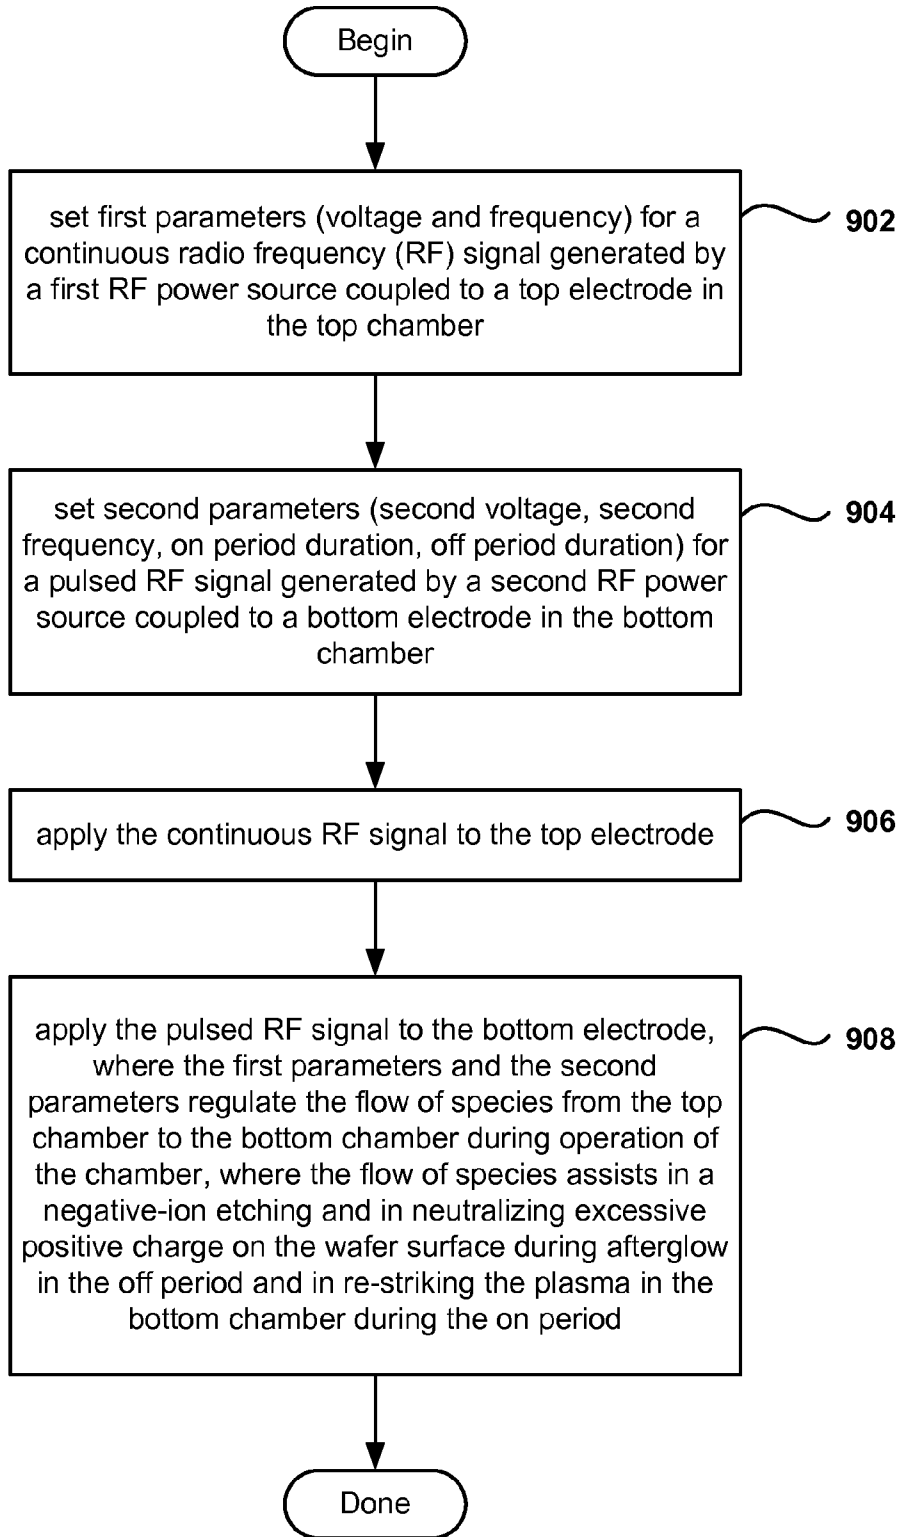 Begin
set first parameters (voltage and frequency) for a
continuous radio frequency (RF) signal generated by
a first RF power source coupled to a top electrode in
the top chamber
902
set second parameters (second voltage, second
frequency, on period duration, off period duration) for
a pulsed RF signal generated by a second RF power
source coupled to a bottom electrode in the bottom
chamber
904
apply the continuous RF signal to the top electrode
906
apply the pulsed RF signal to the bottom electrode,
where the first parameters and the second
parameters regulate the flow of species from the top
chamber to the bottom chamber during operation of
the chamber, where the flow of species assists in a
negative-ion etching and in neutralizing excessive
positive charge on the wafer surface during afterglow
in the off period and in re-striking the plasma in the
bottom chamber during the on period
908
Done